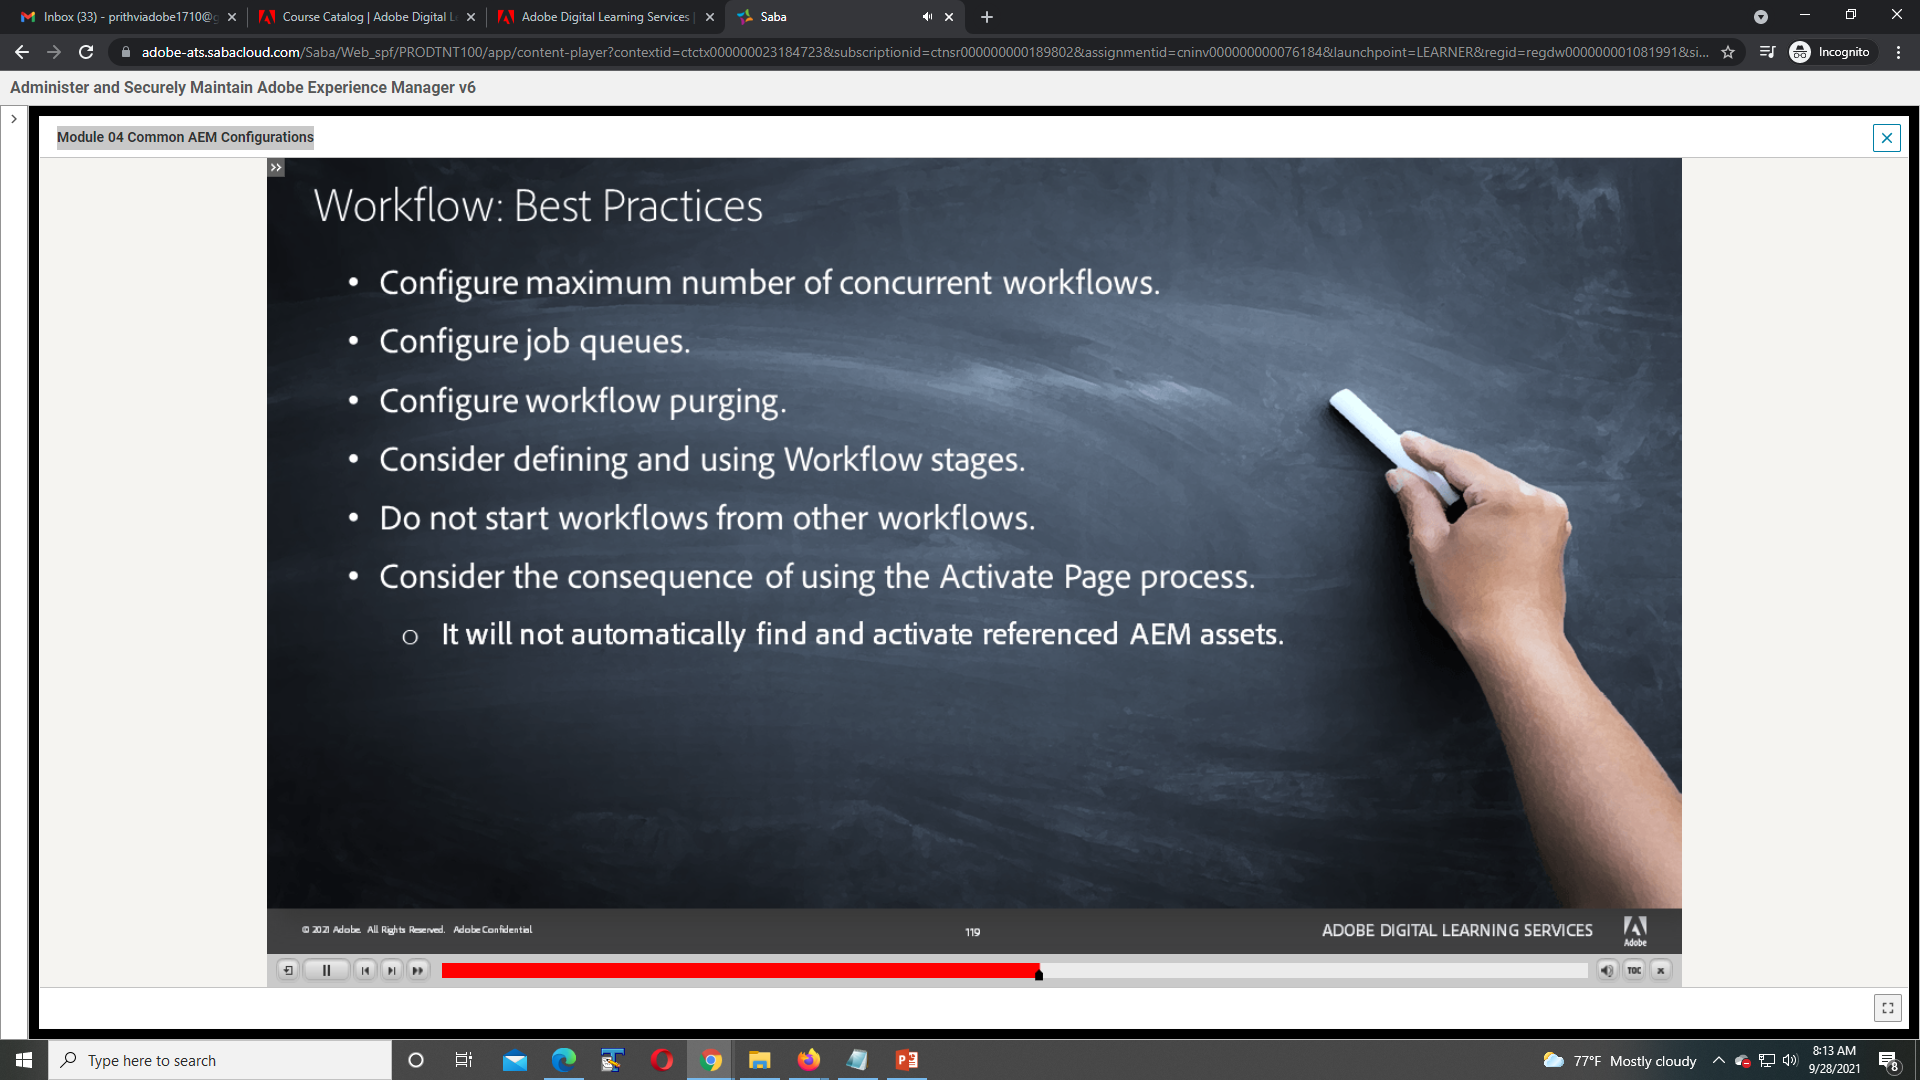 Inbox (33) - prithviadobe1710@g
Course Catalog | Adobe Digital L
Adobe Digital Learning Services |
Saba
adobe-ats.sabacloud.com/Saba/Web_spf/PRODTNT100/app/content-player?contextid=ctctx000000023184723&subscriptionid=ctnsr0000000001898028&assignmentid=cninv000000000076184&launchpoint=LEARNER&regid=regdw000000001081991&si...
Incognito
Administer and Securely Maintain Adobe Experience Manager v6
Module 04 Common AEM Configurations
Workflow: Best Practices
• Configure maximum number of concurrent workflows.
• Configure job queues.
• Configure workflow purging.
• Consider defining and using Workflow stages.
• Do not start workflows from other workflows.
• Consider the consequence of using the Activate Page process.
o It will not automatically find and activate referenced AEM assets.
© 2021 Adobe. All Rights Reserved. Adobe Confidential
119
ADOBE DIGITAL LEARNING SERVICES
Adobe
TOC
Type here to search
77°F Mostly cloudy
8:13 AM
9/28/2021
8